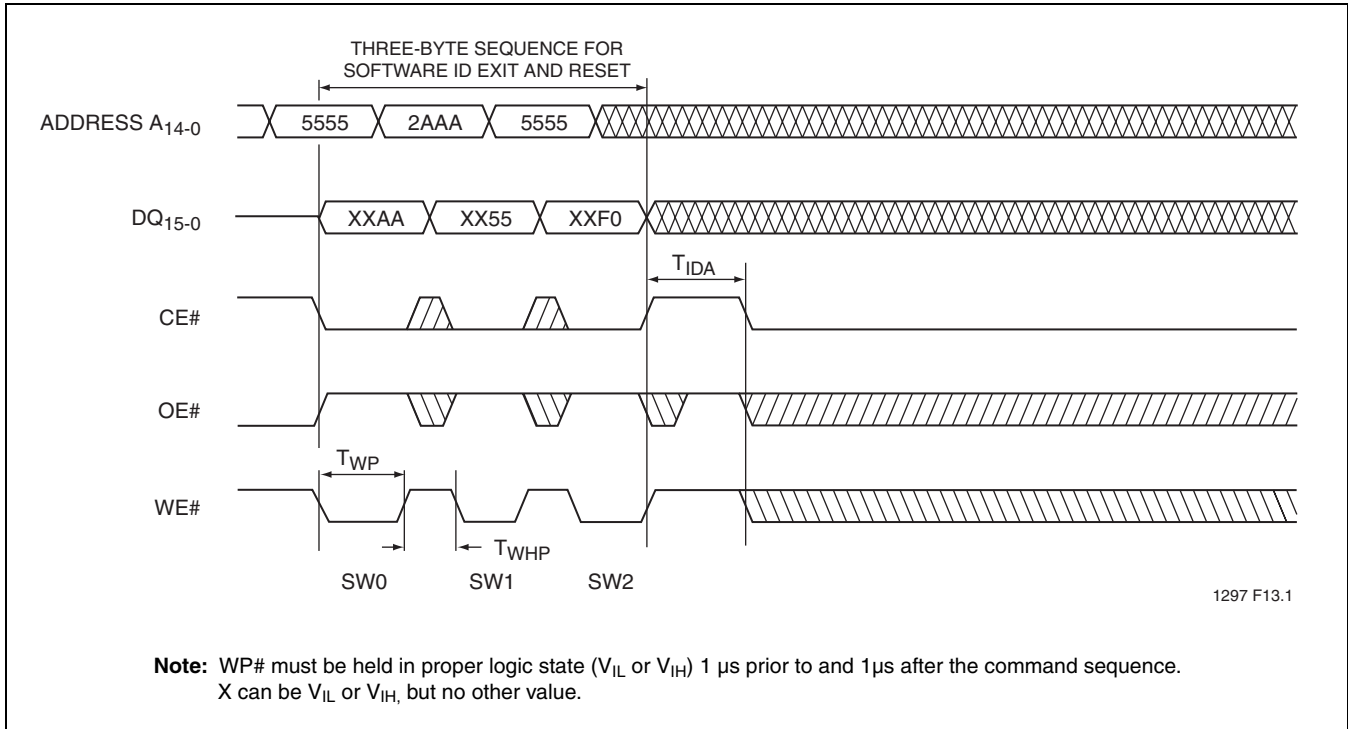 THREE-BYTE SEQUENCE FOR
SOFTWARE ID EXIT AND RESET
ADDRESS A14-0
5555 2AAA 5555
DQ15-0
XXAA XX55 XXF0
TIDA
CE#
OE#
TWP
WE#
TWHP
SW0 SW1 SW2
1297 F13.1
Note: WP# must be held in proper logic state (VIL or VIH) 1 µs prior to and 1µs after the command sequence.
X can be VIL or VIH, but no other value.